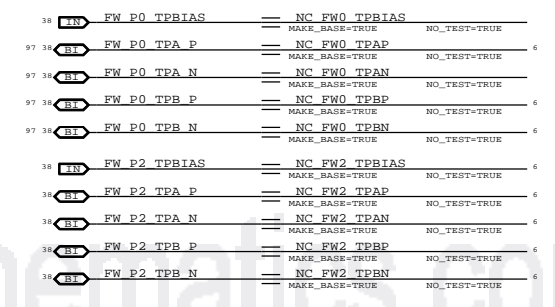 38 IN FW_P0_TPBIAS NC_FW0_TPBIAS
MAKE_BASE=TRUE NO_TEST=TRUE
97 38 BI FW_P0_TPA_P NC_FW0_TPAP 6
MAKE_BASE=TRUE NO_TEST=TRUE
97 38 BI FW_P0_TPA_N NC_FW0_TPAN
MAKE_BASE=TRUE NO_TEST=TRUE
97 38 BI FW_P0_TPB_P NC_FW0_TPBP 6
MAKE_BASE=TRUE NO_TEST=TRUE
97 38 BI FW_P0_TPB_N NC_FW0_TPBN 6
MAKE_BASE=TRUE NO_TEST=TRUE
38 IN FW_P2_TPBIAS NC_FW2_TPBIAS 6
MAKE_BASE=TRUE NO_TEST=TRUE
38 BI FW_P2_TPA_P NC_FW2_TPAP 6
MAKE_BASE=TRUE NO_TEST=TRUE
38 BI FW_P2_TPA_N NC_FW2_TPAN 6
MAKE_BASE=TRUE NO_TEST=TRUE
38 BI FW_P2_TPB_P NC_FW2_TPBP 6
MAKE_BASE=TRUE NO_TEST=TRUE
38 BI FW_P2_TPB_N NC_FW2_TPBN 6
MAKE_BASE=TRUE NO_TEST=TRUE